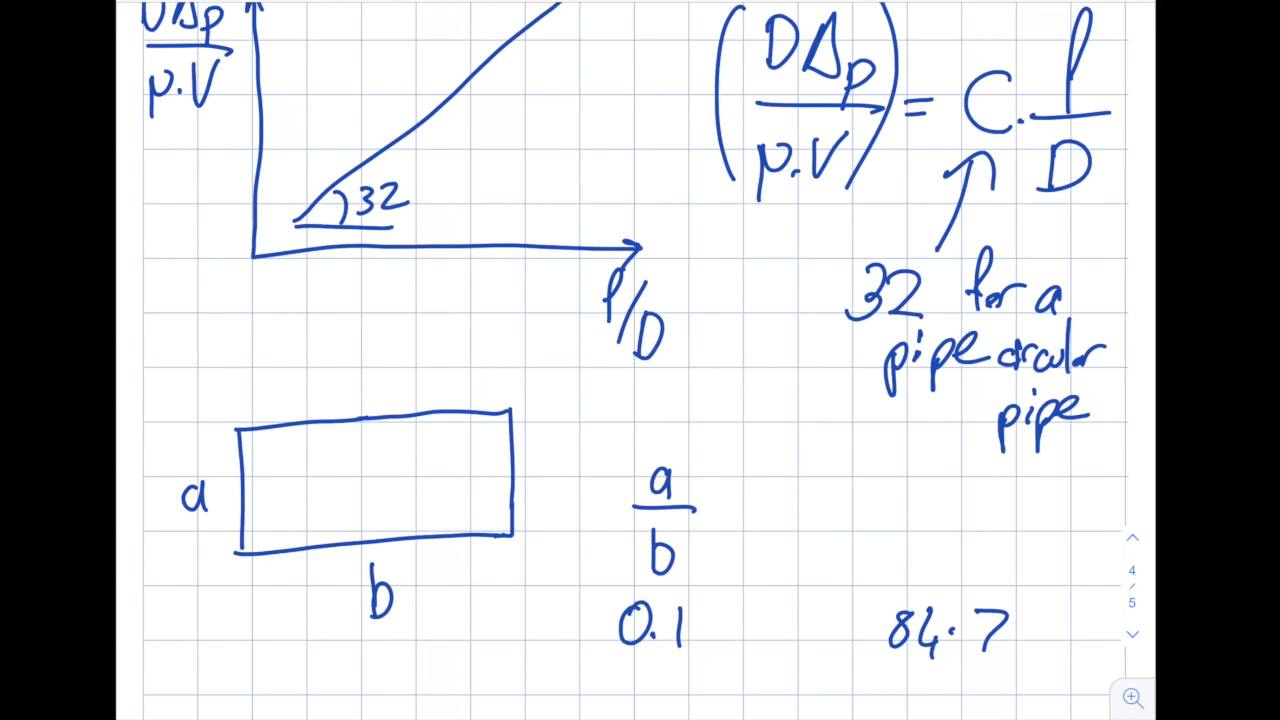 DΔp
μ.V
32
l/D
(DΔp / μ.V) = C. l/D
32 for a
pipe circular
pipe
a
b
a
b
0.1 84.7
4
/
5